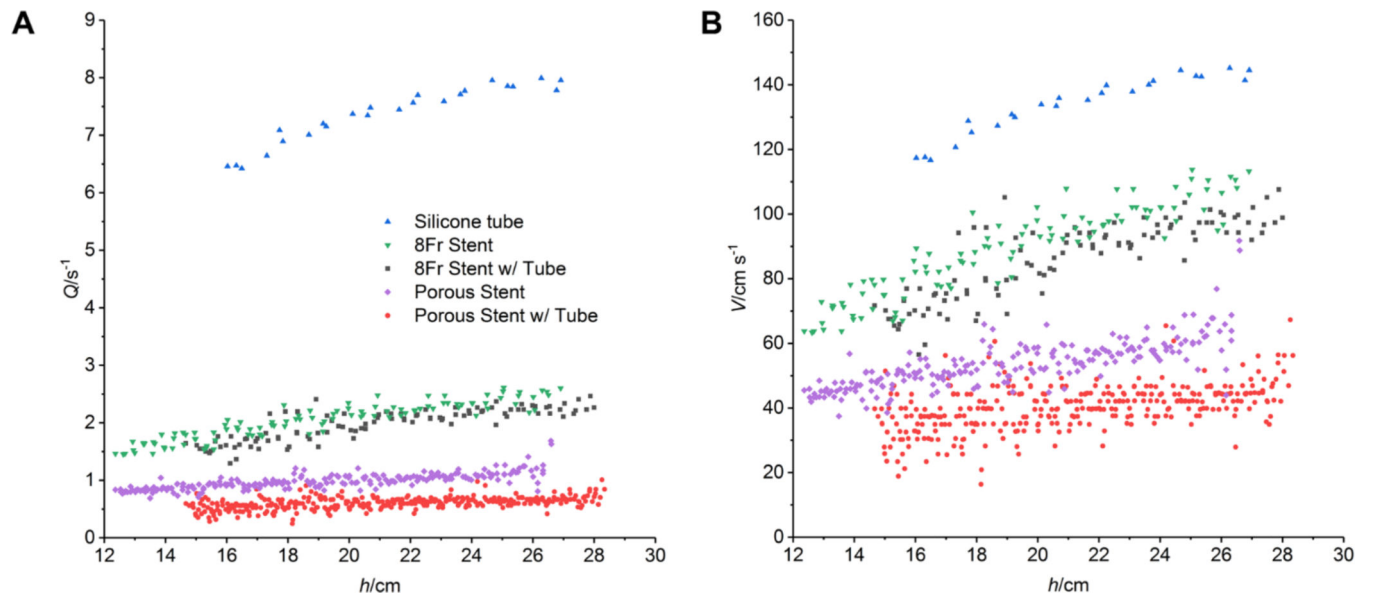 A
9
8
7
6
5
4
3
2
1
0
Q/s-1
12 14 16 18 20 22 24 26 28 30
h/cm
Silicone tube
8Fr Stent
8Fr Stent w/ Tube
Porous Stent
Porous Stent w/ Tube
B
160
140
120
100
80
60
40
20
0
V/cm s-1
12 14 16 18 20 22 24 26 28 30
h/cm